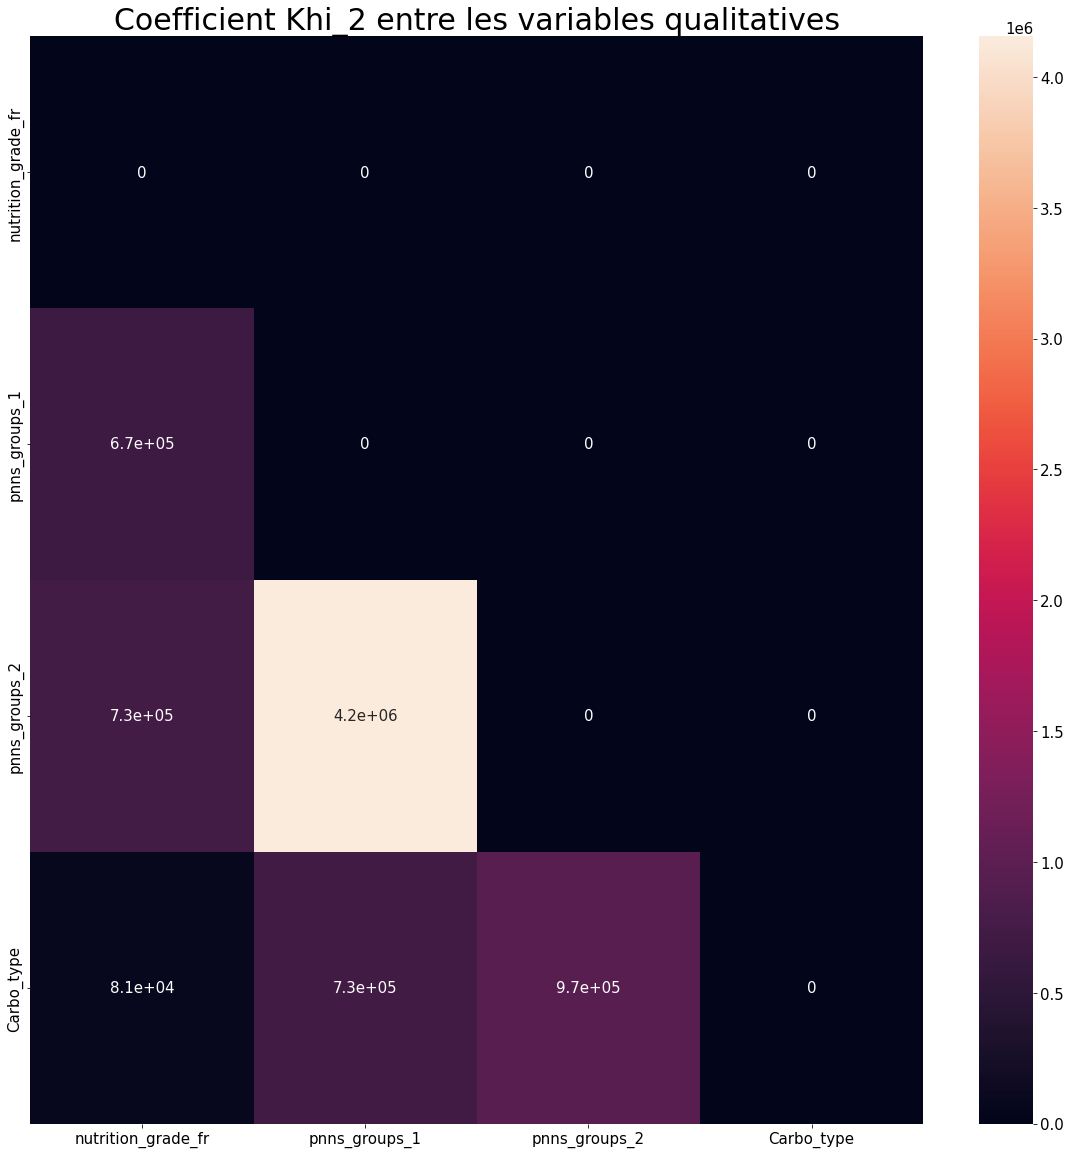 Coefficient Khi_2 entre les variables qualitatives
1e6
nutrition_grade_fr
0 0 0 0
pnns_groups_1
6.7e+05 0 0 0
pnns_groups_2
7.3e+05 4.2e+06 0 0
Carbo_type
8.1e+04 7.3e+05 9.7e+05 0
nutrition_grade_fr pnns_groups_1 pnns_groups_2 Carbo_type
4.0
3.5
3.0
2.5
2.0
1.5
1.0
0.5
0.0